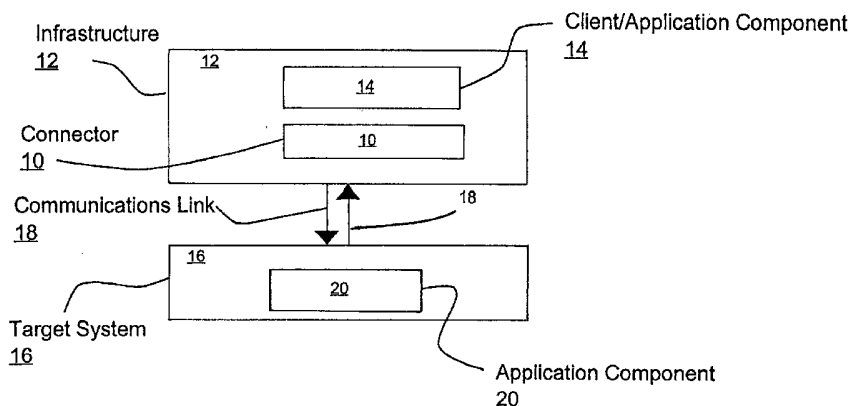 Client/Application Component
14
Infrastructure
12
12
14
Connector
10
10
Communications Link
18
18
16
20
Target System
16
Application Component
20